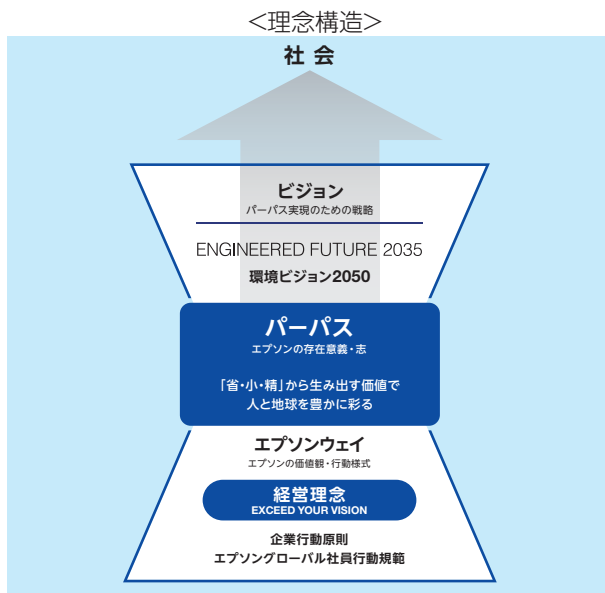 <理念構造>
社会
ビジョン
パーパス実現のための戦略
ENGINEERED FUTURE 2035
環境ビジョン2050
パーパス
エプソンの存在意義・志
「省・小・精」から生み出す価値で
人と地球を豊かに彩る
エプソンウェイ
エプソンの価値観・行動様式
経営理念
EXCEED YOUR VISION
企業行動原則
エプソングローバル社員行動規範